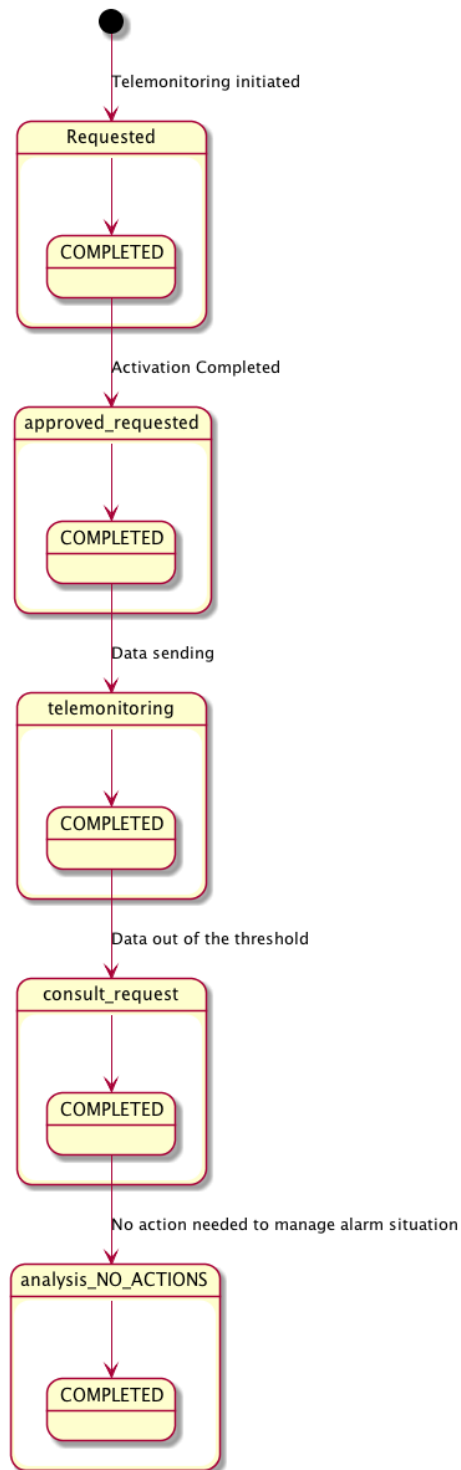 Telemonitoring initiated
Requested
COMPLETED
Activation Completed
approved_requested
COMPLETED
Data sending
telemonitoring
COMPLETED
Data out of the threshold
consult_request
COMPLETED
No action needed to manage alarm situation
analysis_NO_ACTIONS
COMPLETED